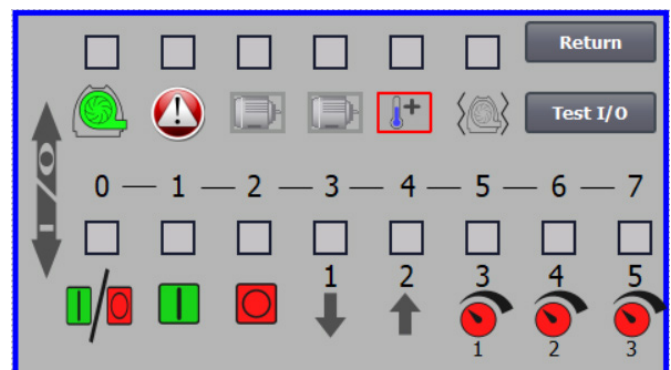 Return
Test I/O
I/O
0 — 1 — 2 — 3 — 4 — 5 — 6 — 7
1 2 3 4 5
1 2 3